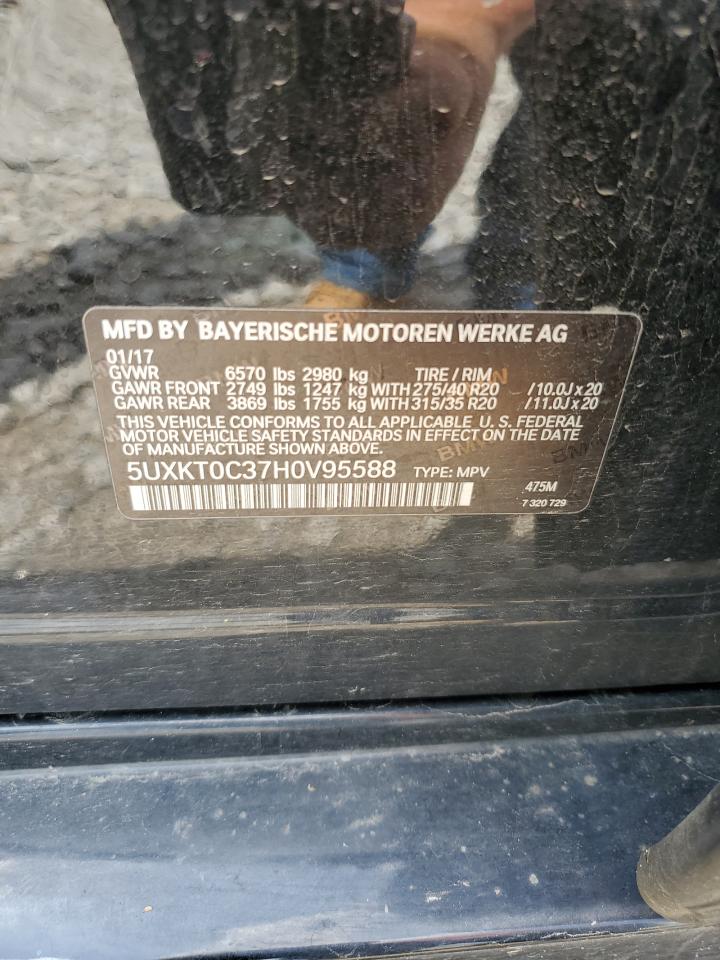 MFD BY BAYERISCHE MOTOREN WERKE AG
01/17
GVWR 6570 lbs 2980 kg TIRE / RIM
GAWR FRONT 2749 lbs 1247 kg WITH 275/40 R20 /10.0J x 20
GAWR REAR 3869 lbs 1755 kg WITH 315/35 R20 /11.0J x 20
THIS VEHICLE CONFORMS TO ALL APPLICABLE U. S. FEDERAL
MOTOR VEHICLE SAFETY STANDARDS IN EFFECT ON THE DATE
OF MANUFACTURE SHOWN ABOVE.
5UXKT0C37H0V95588 TYPE: MPV
475M
7 320 729